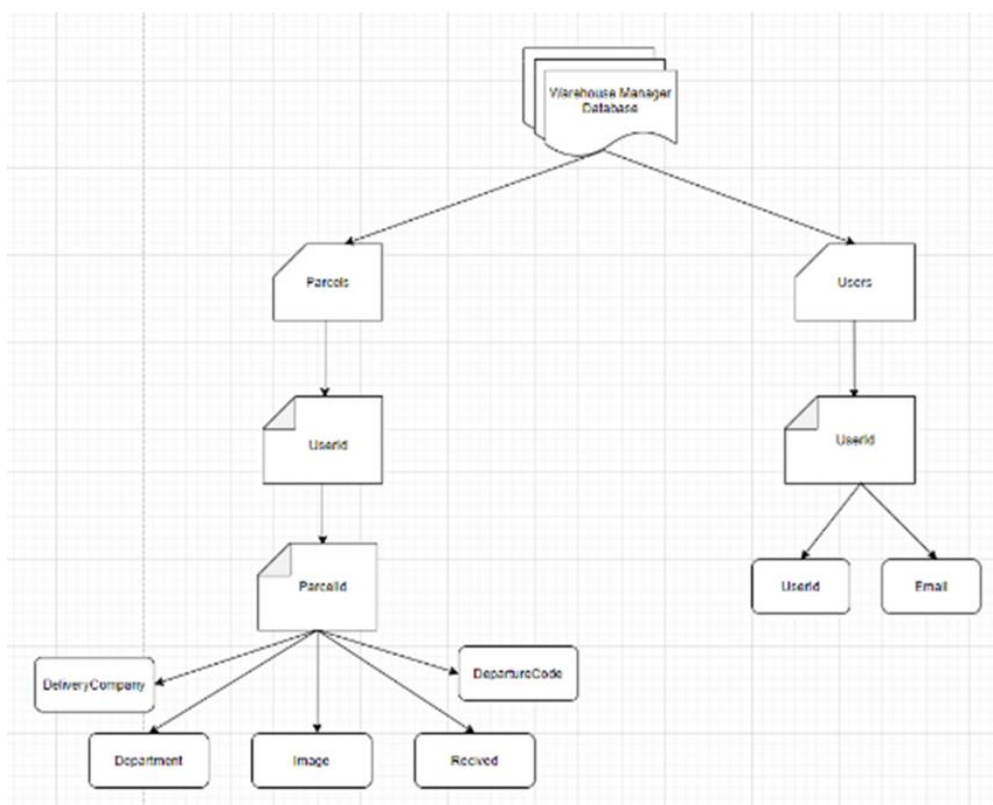 Warehouse Manager
Database
Parcels
Users
UserId
UserId
ParcelId
UserId
Email
DeliveryCompany
DepartureCode
Department
Image
Recived